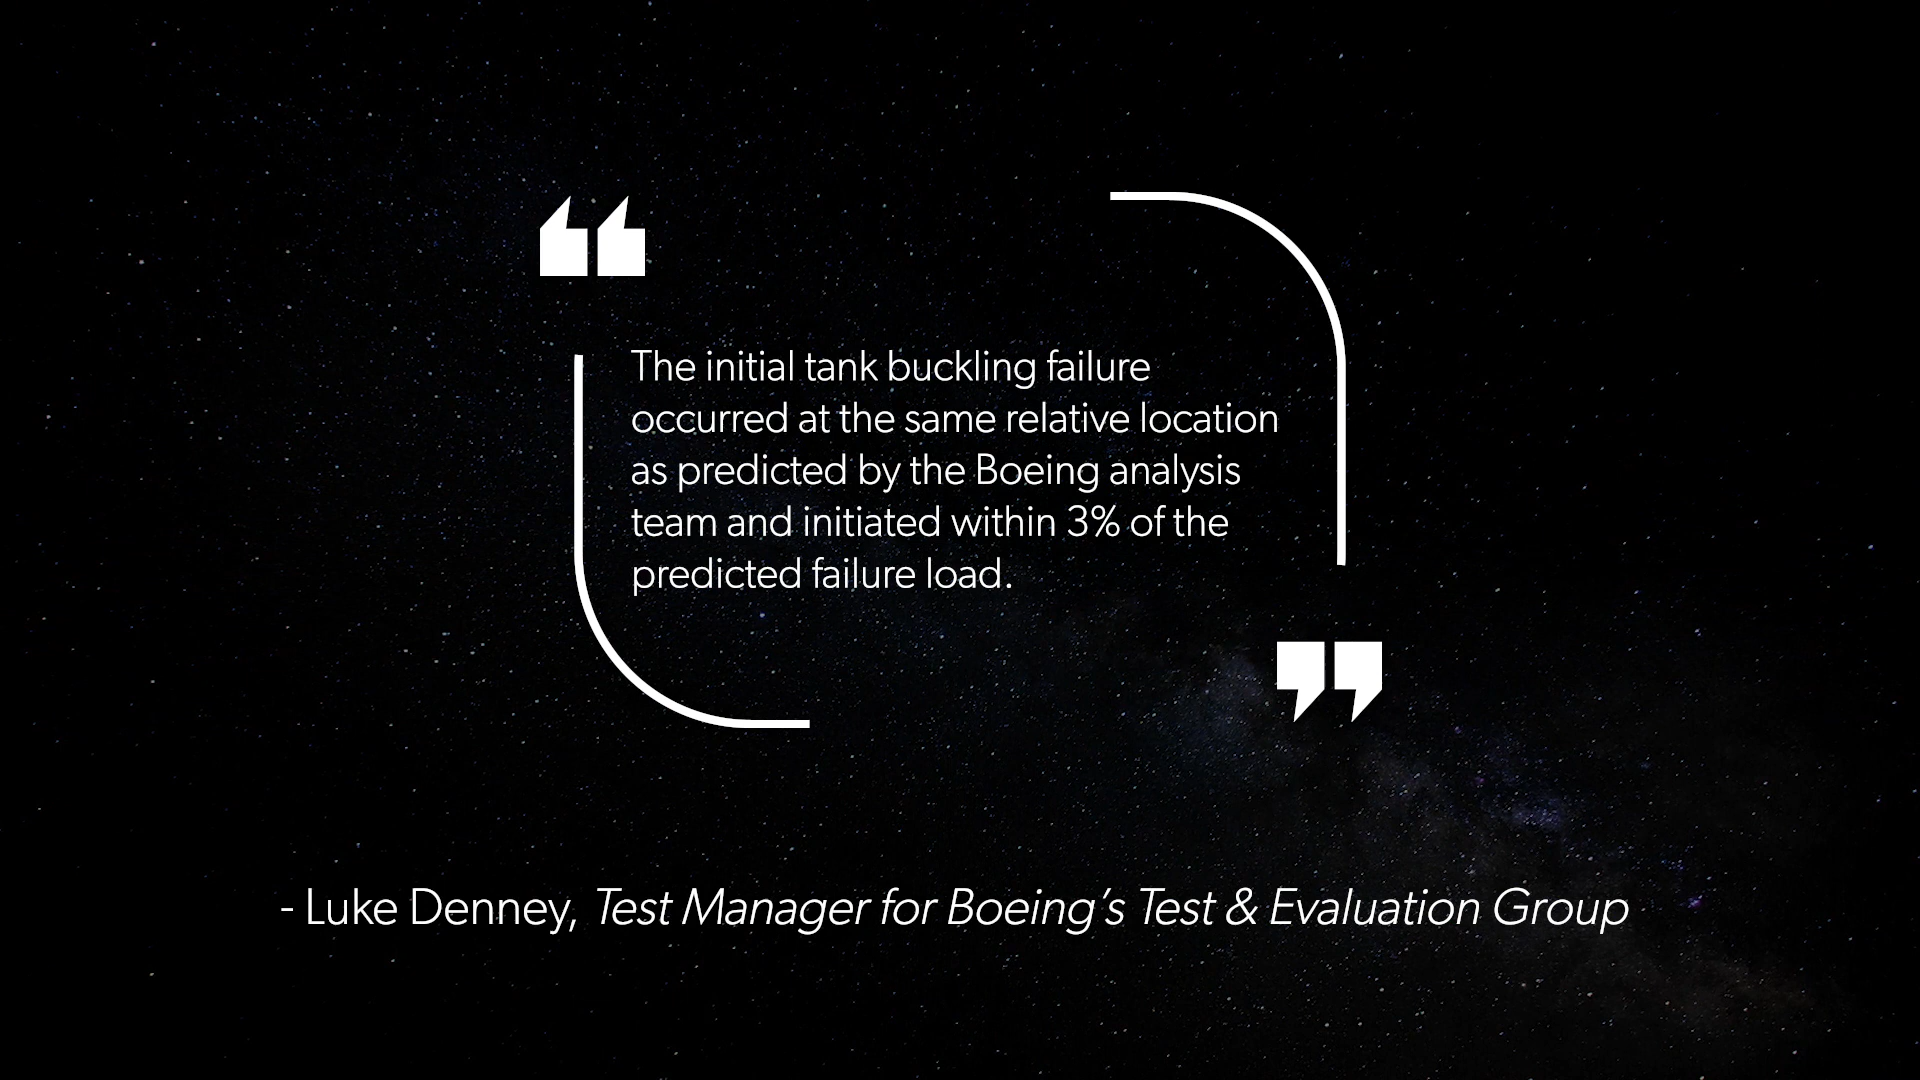 “
The initial tank buckling failure
occurred at the same relative location
as predicted by the Boeing analysis
team and initiated within 3% of the
predicted failure load.
”
- Luke Denney, Test Manager for Boeing’s Test & Evaluation Group